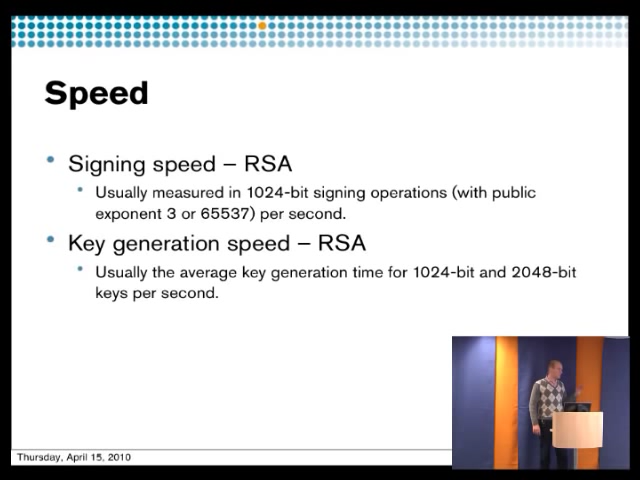 Speed
• Signing speed – RSA
• Usually measured in 1024-bit signing operations (with public
exponent 3 or 65537) per second.
• Key generation speed – RSA
• Usually the average key generation time for 1024-bit and 2048-bit
keys per second.
Thursday, April 15, 2010